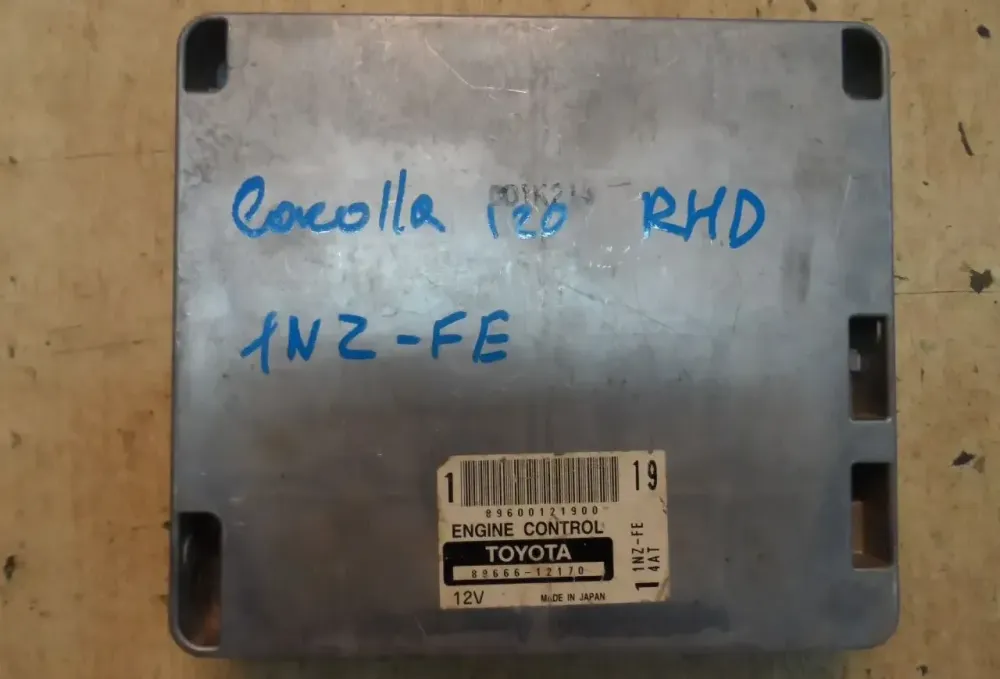 Corolla 120 RHD
1NZ-FE
1 19
89600121900
ENGINE CONTROL
TOYOTA
89666-12170
12V MADE IN JAPAN
1 1NZ-FE
4AT